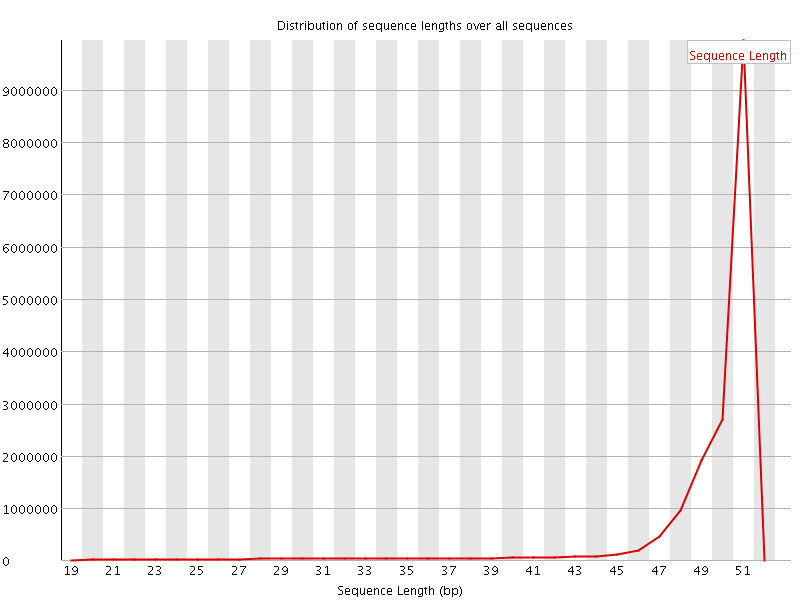 Distribution of sequence lengths over all sequences
Sequence Length
9000000
8000000
7000000
6000000
5000000
4000000
3000000
2000000
1000000
0
19 21 23 25 27 29 31 33 35 37 39 41 43 45 47 49 51
Sequence Length (bp)